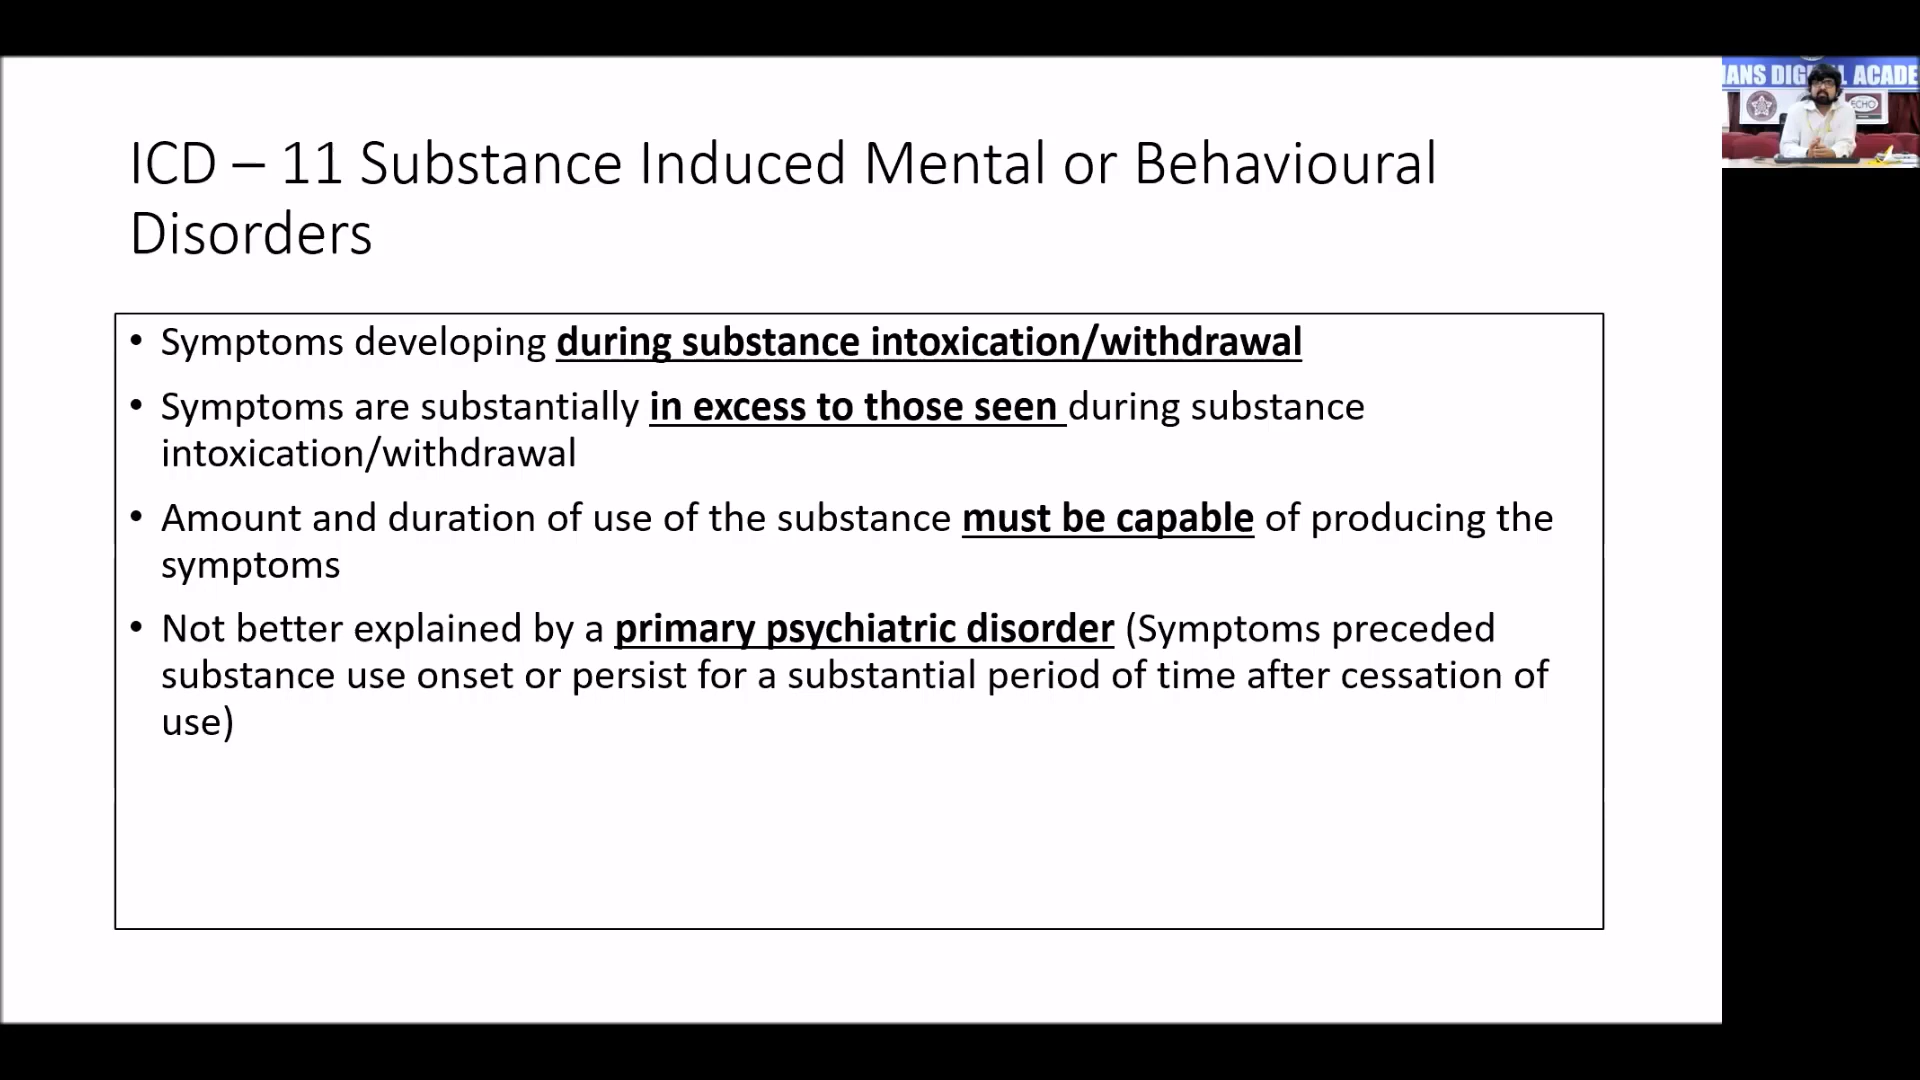 ICD – 11 Substance Induced Mental or Behavioural
Disorders
• Symptoms developing during substance intoxication/withdrawal
• Symptoms are substantially in excess to those seen during substance
intoxication/withdrawal
• Amount and duration of use of the substance must be capable of producing the
symptoms
• Not better explained by a primary psychiatric disorder (Symptoms preceded
substance use onset or persist for a substantial period of time after cessation of
use)
ACADE
ECHO